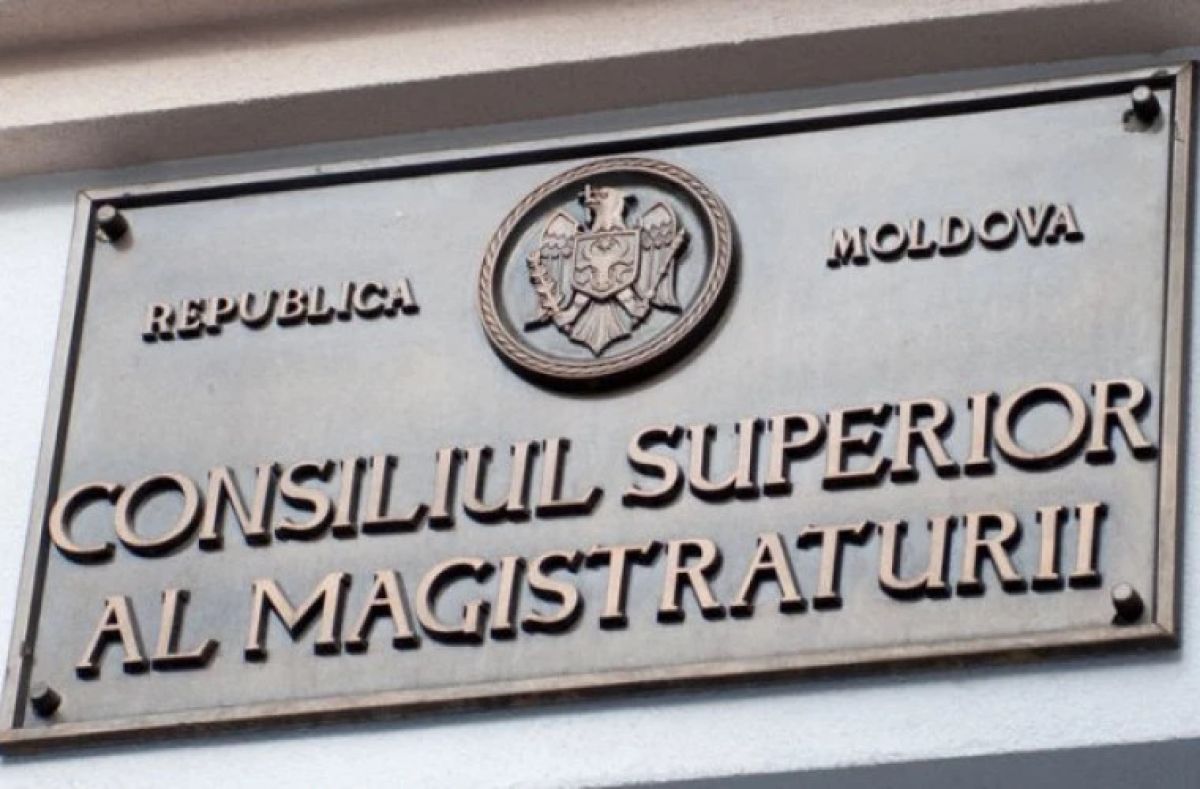 REPUBLICA MOLDOVA
CONSILIUL SUPERIOR
AL MAGISTRATURII